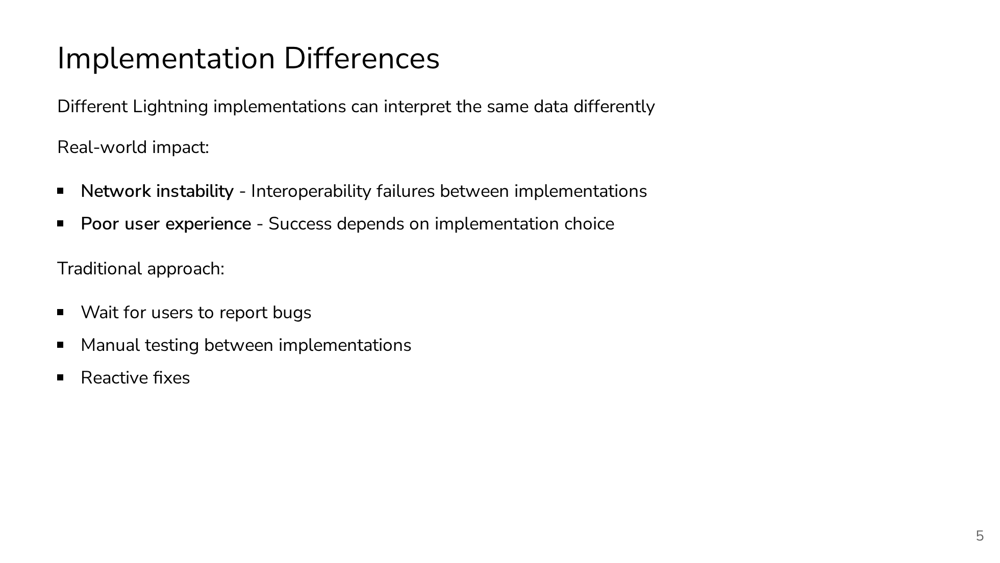 Implementation Differences
Different Lightning implementations can interpret the same data differently
Real-world impact:
▪ Network instability - Interoperability failures between implementations
▪ Poor user experience - Success depends on implementation choice
Traditional approach:
▪ Wait for users to report bugs
▪ Manual testing between implementations
▪ Reactive fixes
5